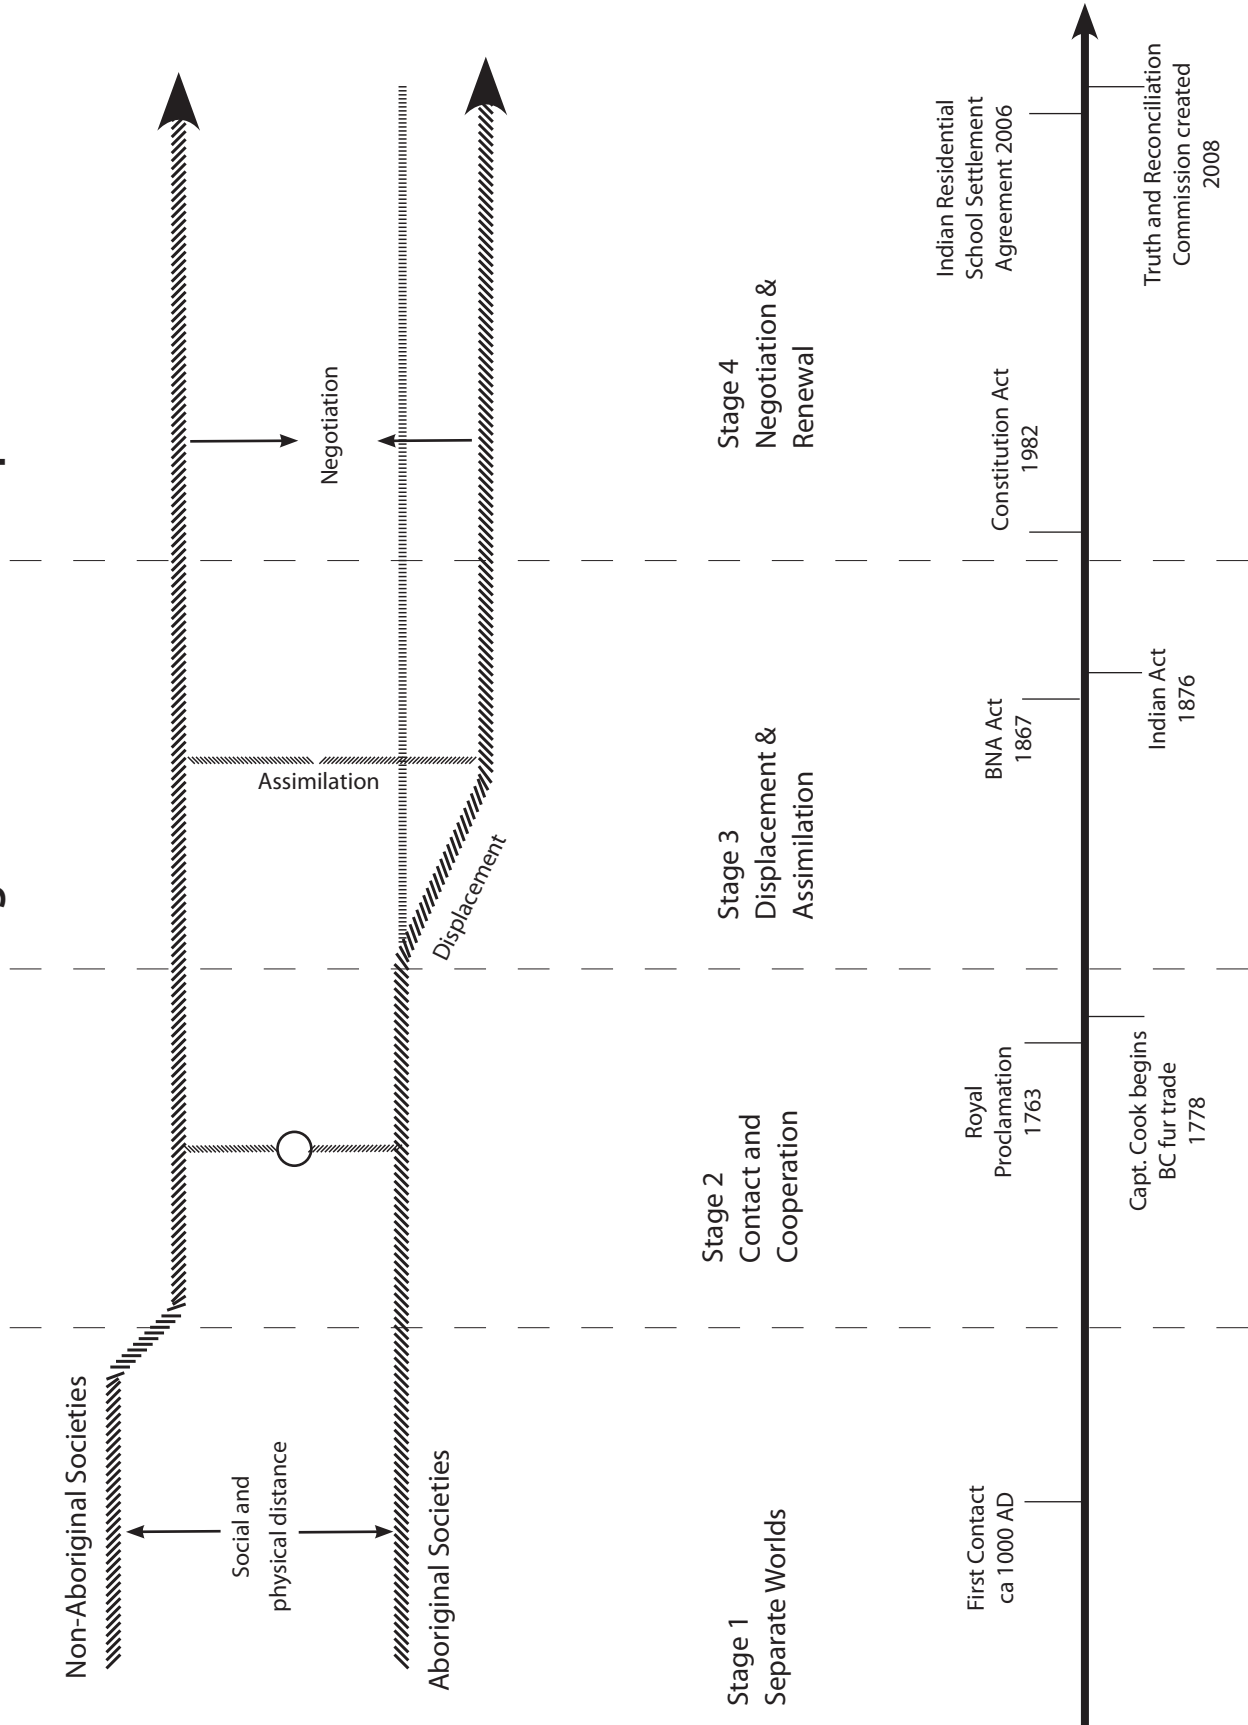 Non-Aboriginal Societies
Social and
physical distance
Aboriginal Societies
Assimilation
Displacement
Negotiation
Stage 1
Separate Worlds
Stage 2
Contact and
Cooperation
Stage 3
Displacement &
Assimilation
Stage 4
Negotiation &
Renewal
First Contact
ca 1000 AD
Royal
Proclamation
1763
Capt. Cook begins
BC fur trade
1778
BNA Act
1867
Indian Act
1876
Constitution Act
1982
Indian Residential
School Settlement
Agreement 2006
Truth and Reconciliation
Commission created
2008